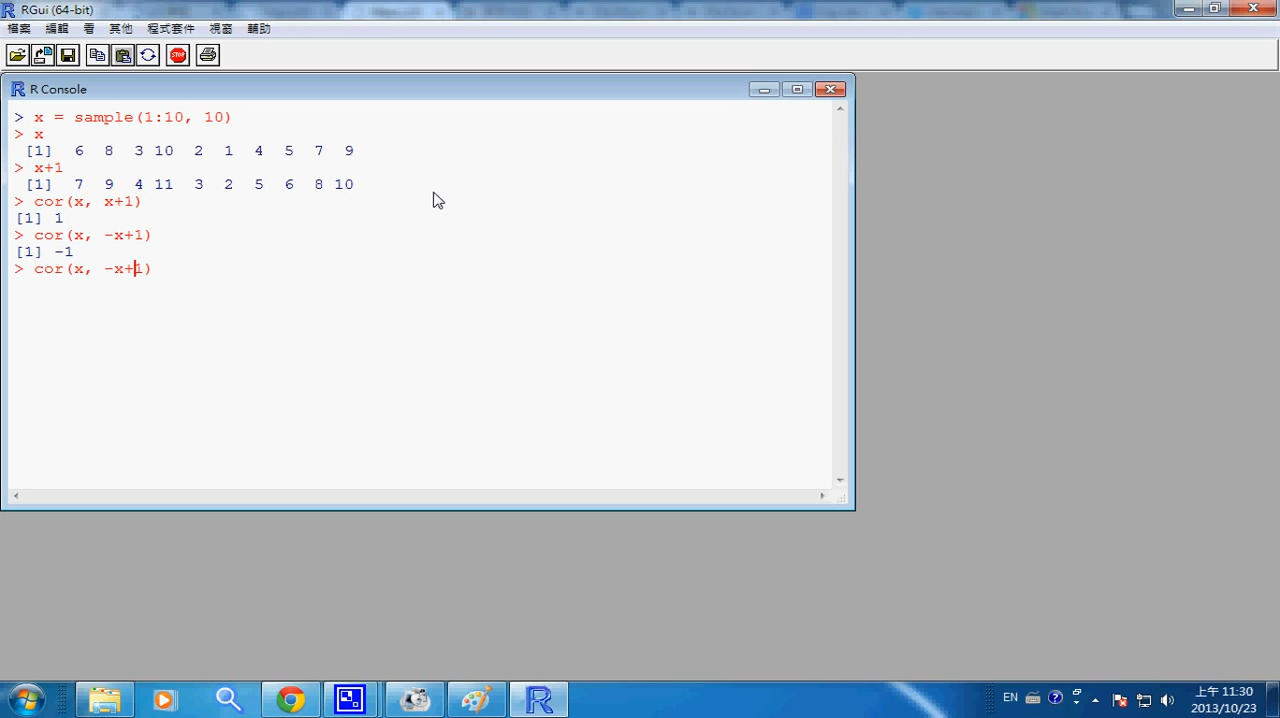 RGui (64-bit)
檔案 編輯 看 其他 程式套件 視窗 輔助
STOP
R Console
> x = sample(1:10, 10)
> x
[1] 6 8 3 10 2 1 4 5 7 9
> x+1
[1] 7 9 4 11 3 2 5 6 8 10
> cor(x, x+1)
[1] 1
> cor(x, -x+1)
[1] -1
> cor(x, -x+1)
EN
上午 11:30
2013/10/23